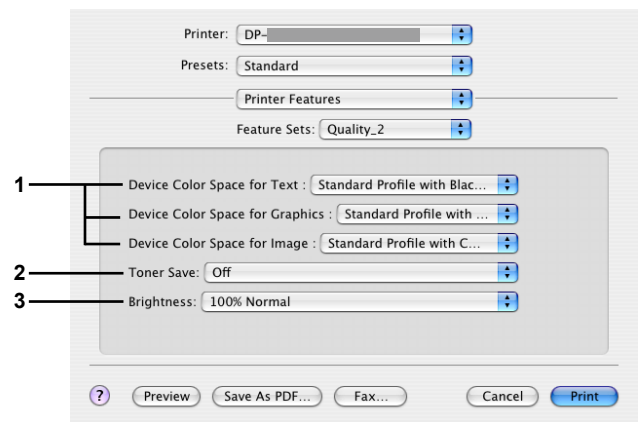 Printer: DP-
Presets: Standard
Printer Features
Feature Sets: Quality_2
1 Device Color Space for Text : Standard Profile with Blac...
Device Color Space for Graphics : Standard Profile with ...
Device Color Space for Image : Standard Profile with C...
2 Toner Save: Off
3 Brightness: 100% Normal
? Preview Save As PDF... Fax... Cancel Print